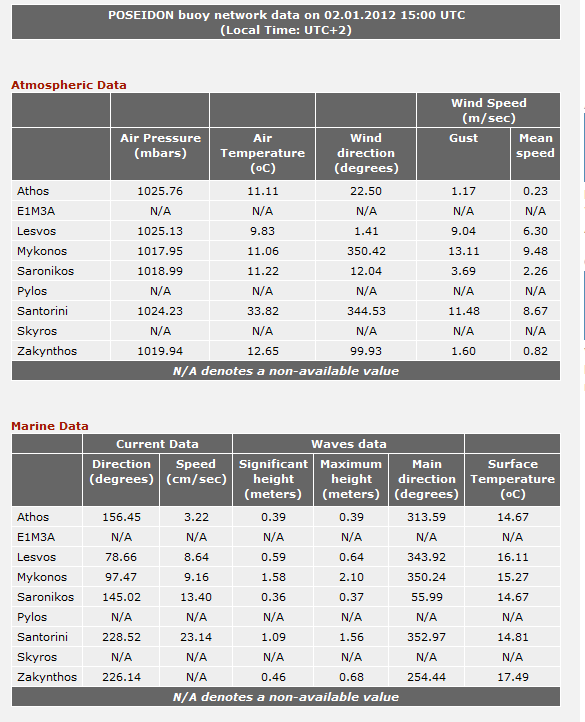 POSEIDON buoy network data on 02.01.2012 15:00 UTC
(Local Time: UTC+2)
Atmospheric Data
Wind Speed
(m/sec)
Air Pressure
(mbars)
Air
Temperature
(oC)
Wind
direction
(degrees)
Gust
Mean
speed
Athos 1025.76 11.11 22.50 1.17 0.23
E1M3A N/A N/A N/A N/A N/A
Lesvos 1025.13 9.83 1.41 9.04 6.30
Mykonos 1017.95 11.06 350.42 13.11 9.48
Saronikos 1018.99 11.22 12.04 3.69 2.26
Pylos N/A N/A N/A N/A N/A
Santorini 1024.23 33.82 344.53 11.48 8.67
Skyros N/A N/A N/A N/A N/A
Zakynthos 1019.94 12.65 99.93 1.60 0.82
N/A denotes a non-available value
Marine Data
Current Data Waves data
Direction
(degrees)
Speed
(cm/sec)
Significant
height
(meters)
Maximum
height
(meters)
Main
direction
(degrees)
Surface
Temperature
(oC)
Athos 156.45 3.22 0.39 0.39 313.59 14.67
E1M3A N/A N/A N/A N/A N/A N/A
Lesvos 78.66 8.64 0.59 0.64 343.92 16.11
Mykonos 97.47 9.16 1.58 2.10 350.24 15.27
Saronikos 145.02 13.40 0.36 0.37 55.99 14.67
Pylos N/A N/A N/A N/A N/A N/A
Santorini 228.52 23.14 1.09 1.56 352.97 14.81
Skyros N/A N/A N/A N/A N/A N/A
Zakynthos 226.14 N/A 0.46 0.68 254.44 17.49
N/A denotes a non-available value